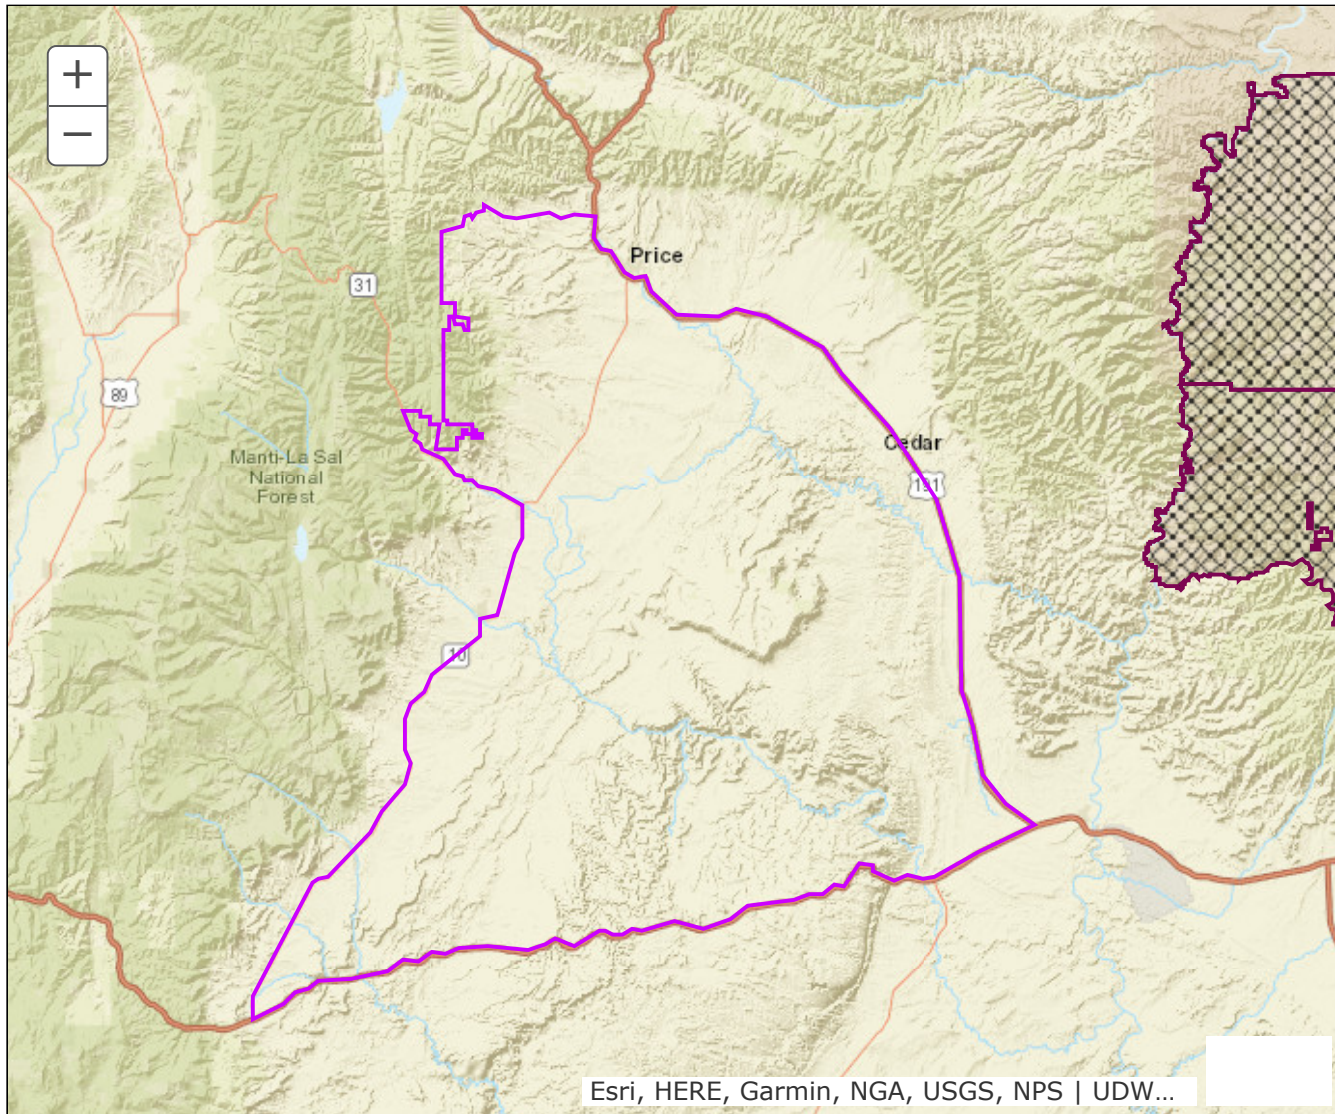 +
−
Price
31
89
Cedar
191
Manti-La Sal
National
Forest
10
Esri, HERE, Garmin, NGA, USGS, NPS | UDW...